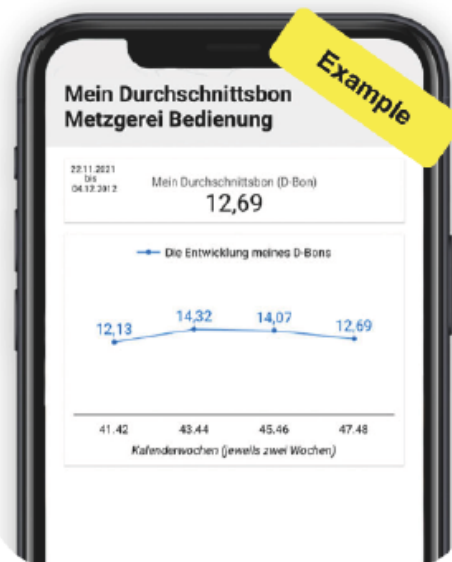 Example
Mein Durchschnittsbon
Metzgerei Bedienung
22.11.2021
bis
04.12.2012
Mein Durchschnittsbon (D-Bon)
12,69
Die Entwicklung meines D-Bons
12,13 14,32 14,07 12,69
41.42 43.44 45.46 47.48
Kalenderwochen (jeweils zwei Wochen)